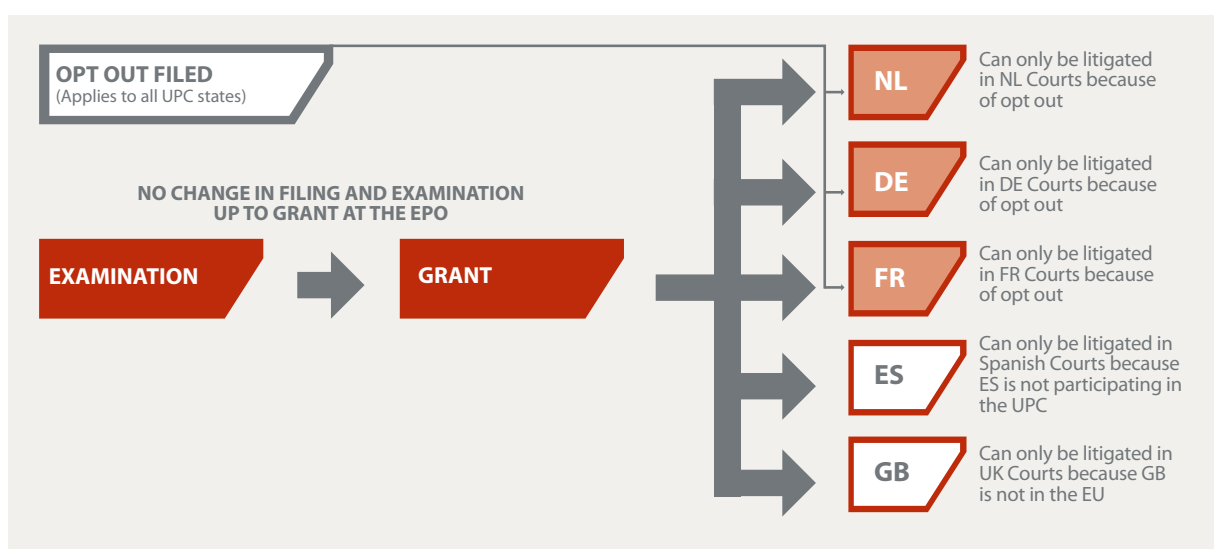 OPT OUT FILED
(Applies to all UPC states)
NO CHANGE IN FILING AND EXAMINATION
UP TO GRANT AT THE EPO
EXAMINATION
GRANT
NL
Can only be litigated
in NL Courts because
of opt out
DE
Can only be litigated
in DE Courts because
of opt out
FR
Can only be litigated
in FR Courts because
of opt out
ES
Can only be litigated in
Spanish Courts because
ES is not participating in
the UPC
GB
Can only be litigated in
UK Courts because GB
is not in the EU